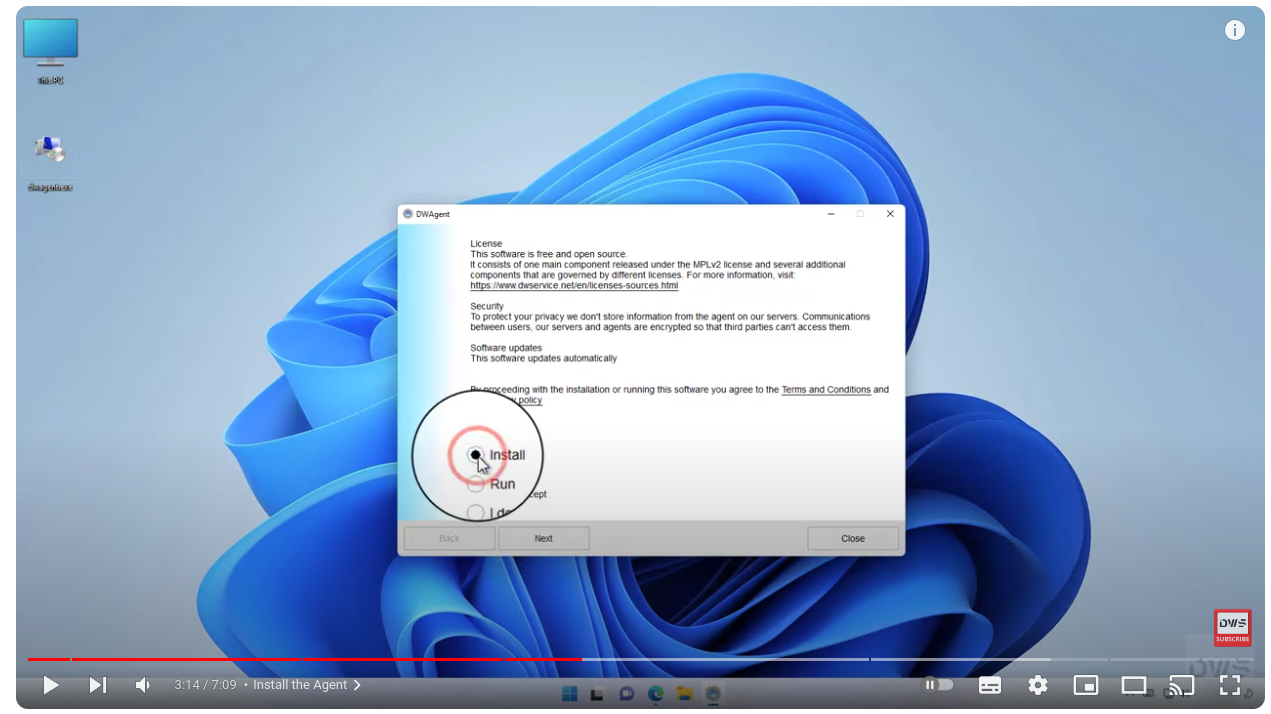 This PC
dwagent.exe
DWAgent
License
This software is free and open source.
It consists of one main component released under the MPLv2 license and several additional
components that are governed by different licenses. For more information, visit:
https://www.dwservice.net/en/licenses-sources.html
Security
To protect your privacy we don't store information from the agent on our servers. Communications
between users, our servers and agents are encrypted so that third parties can't access them.
Software updates
This software updates automatically
By proceeding with the installation or running this software you agree to the Terms and Conditions and
policy
Install
Run
Back
Next
Close
DWS
SUBSCRIBE
DWS
3:14 / 7:09 • Install the Agent